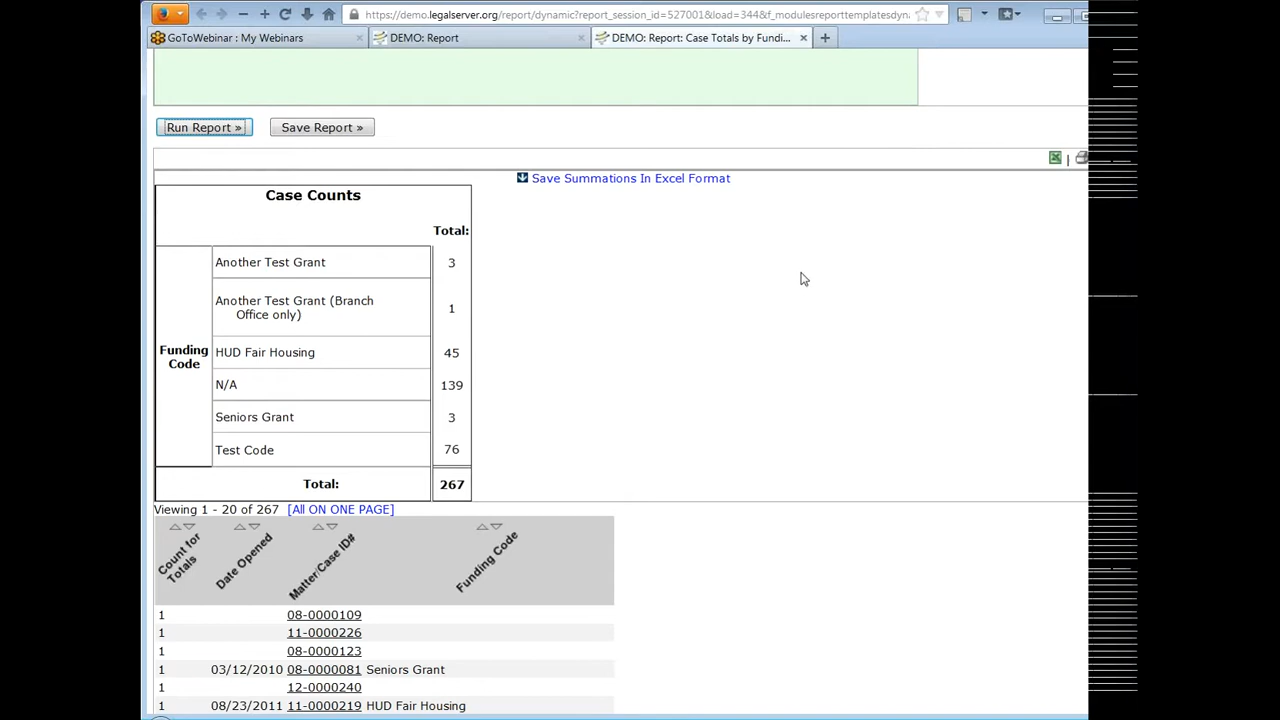 https://demo.legalserver.org/report/dynamic?report_session_id=527001&load=344&f_modulesreporttemplatesdyn
GoToWebinar : My Webinars
DEMO: Report
DEMO: Report: Case Totals by Fundi...
Run Report »
Save Report »
|
Save Summations In Excel Format
Case Counts
Total:
Another Test Grant 3
Another Test Grant (Branch
Office only) 1
Funding
Code
HUD Fair Housing 45
N/A 139
Seniors Grant 3
Test Code 76
Total: 267
Viewing 1 - 20 of 267 [All ON ONE PAGE]
Count for
Totals
Date Opened
Matter/Case ID#
Funding Code
1 08-0000109
1 11-0000226
1 08-0000123
1 03/12/2010 08-0000081 Seniors Grant
1 12-0000240
1 08/23/2011 11-0000219 HUD Fair Housing